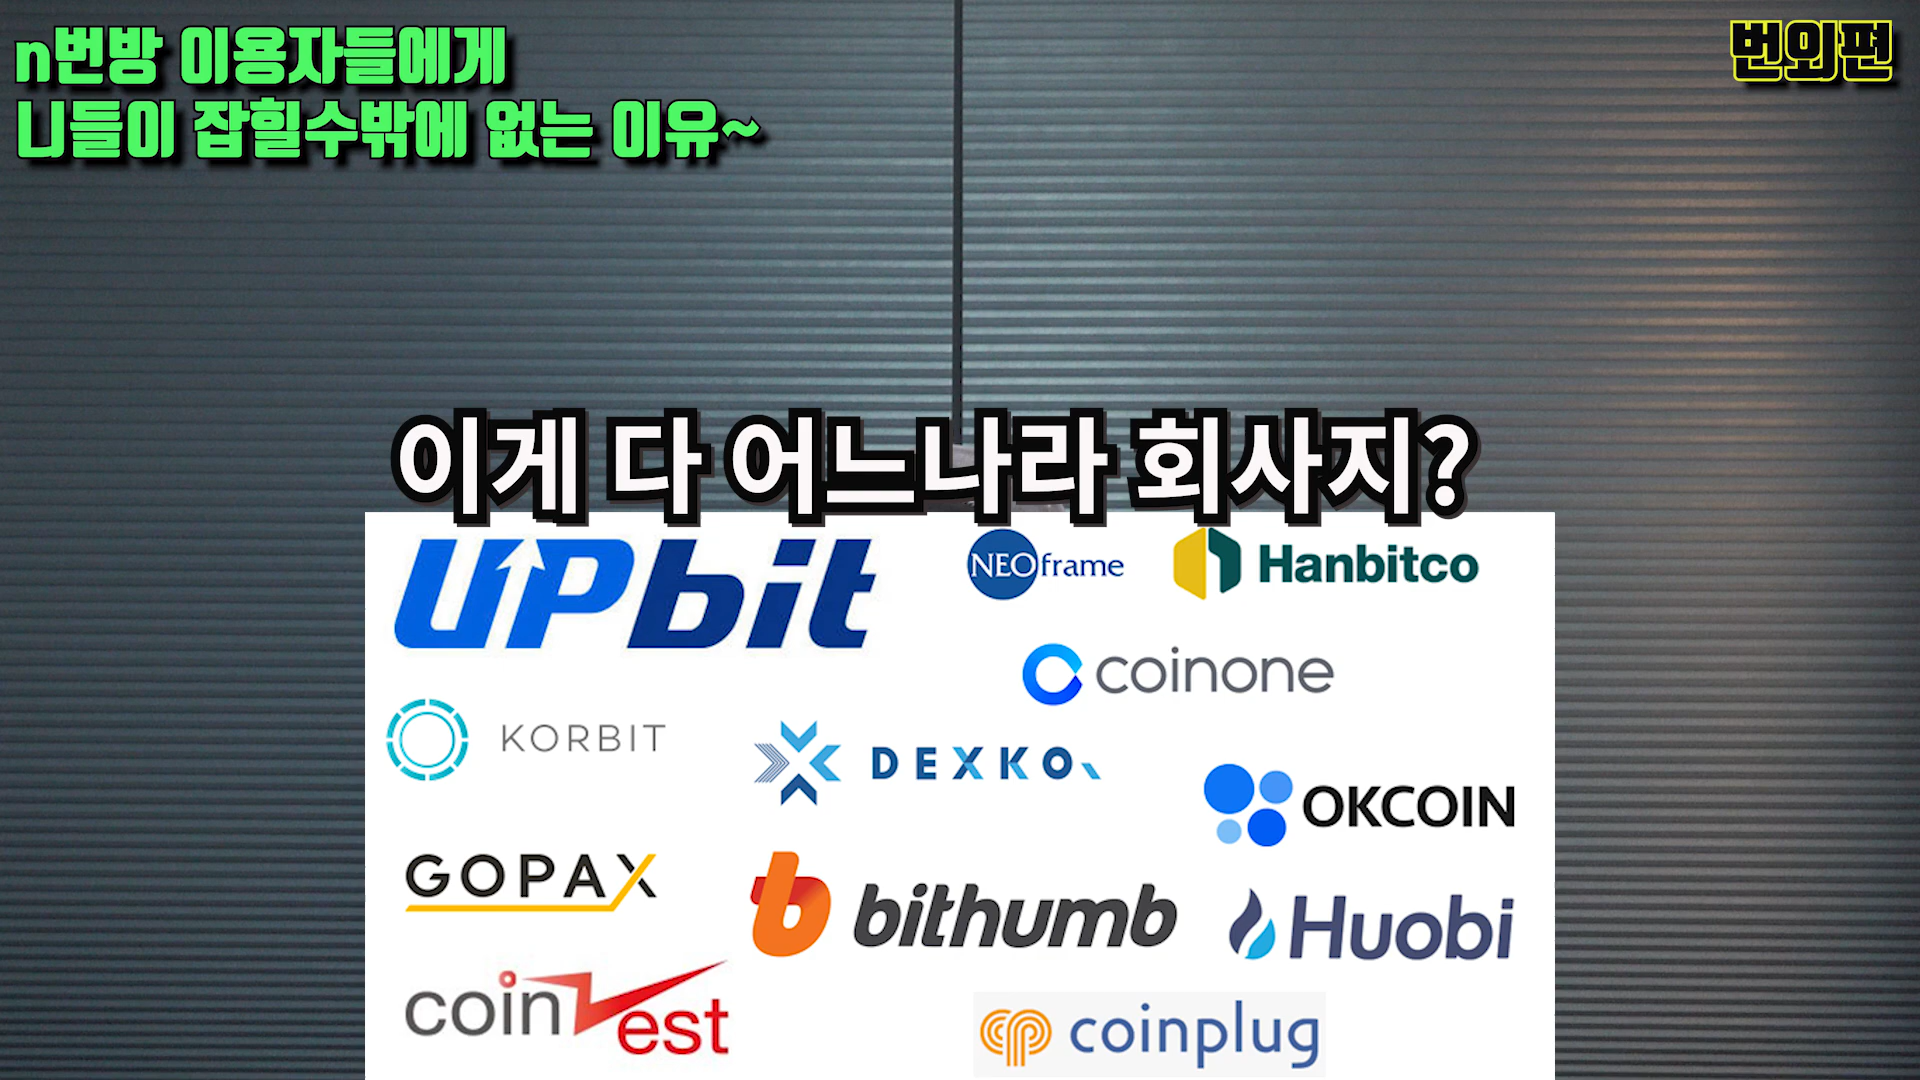 n번방 이용자들에게
니들이 잡힐수밖에 없는 이유~
번외편
이게 다 어느나라 회사지?
UPbit
NEOframe
Hanbitco
coinone
KORBIT
DEXKO
OKCOIN
GOPAX
bithumb
Huobi
coinvest
coinplug